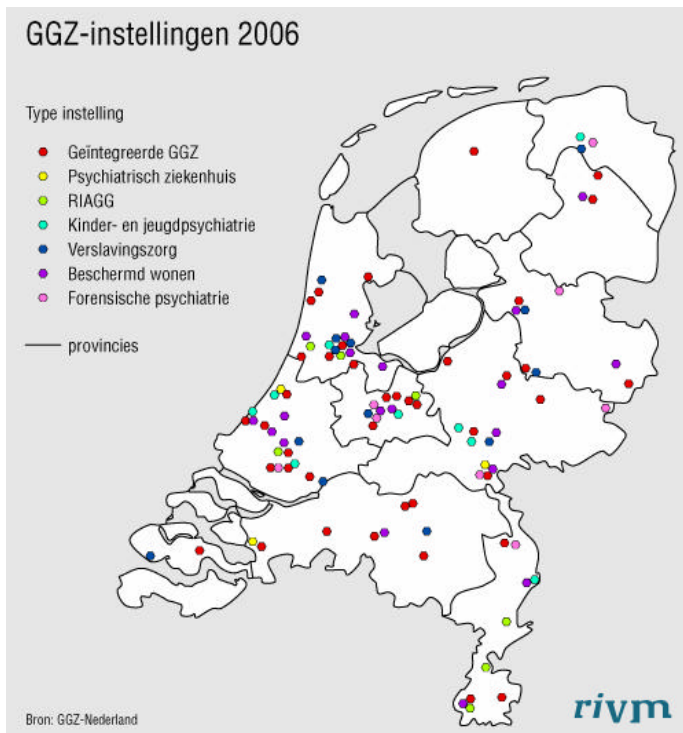 GGZ-instellingen 2006
Type instelling
Geïntegreerde GGZ
Psychiatrisch ziekenhuis
RIAGG
Kinder- en jeugdpsychiatrie
Verslavingszorg
Beschermd wonen
Forensische psychiatrie
provincies
Bron: GGZ-Nederland
rivm